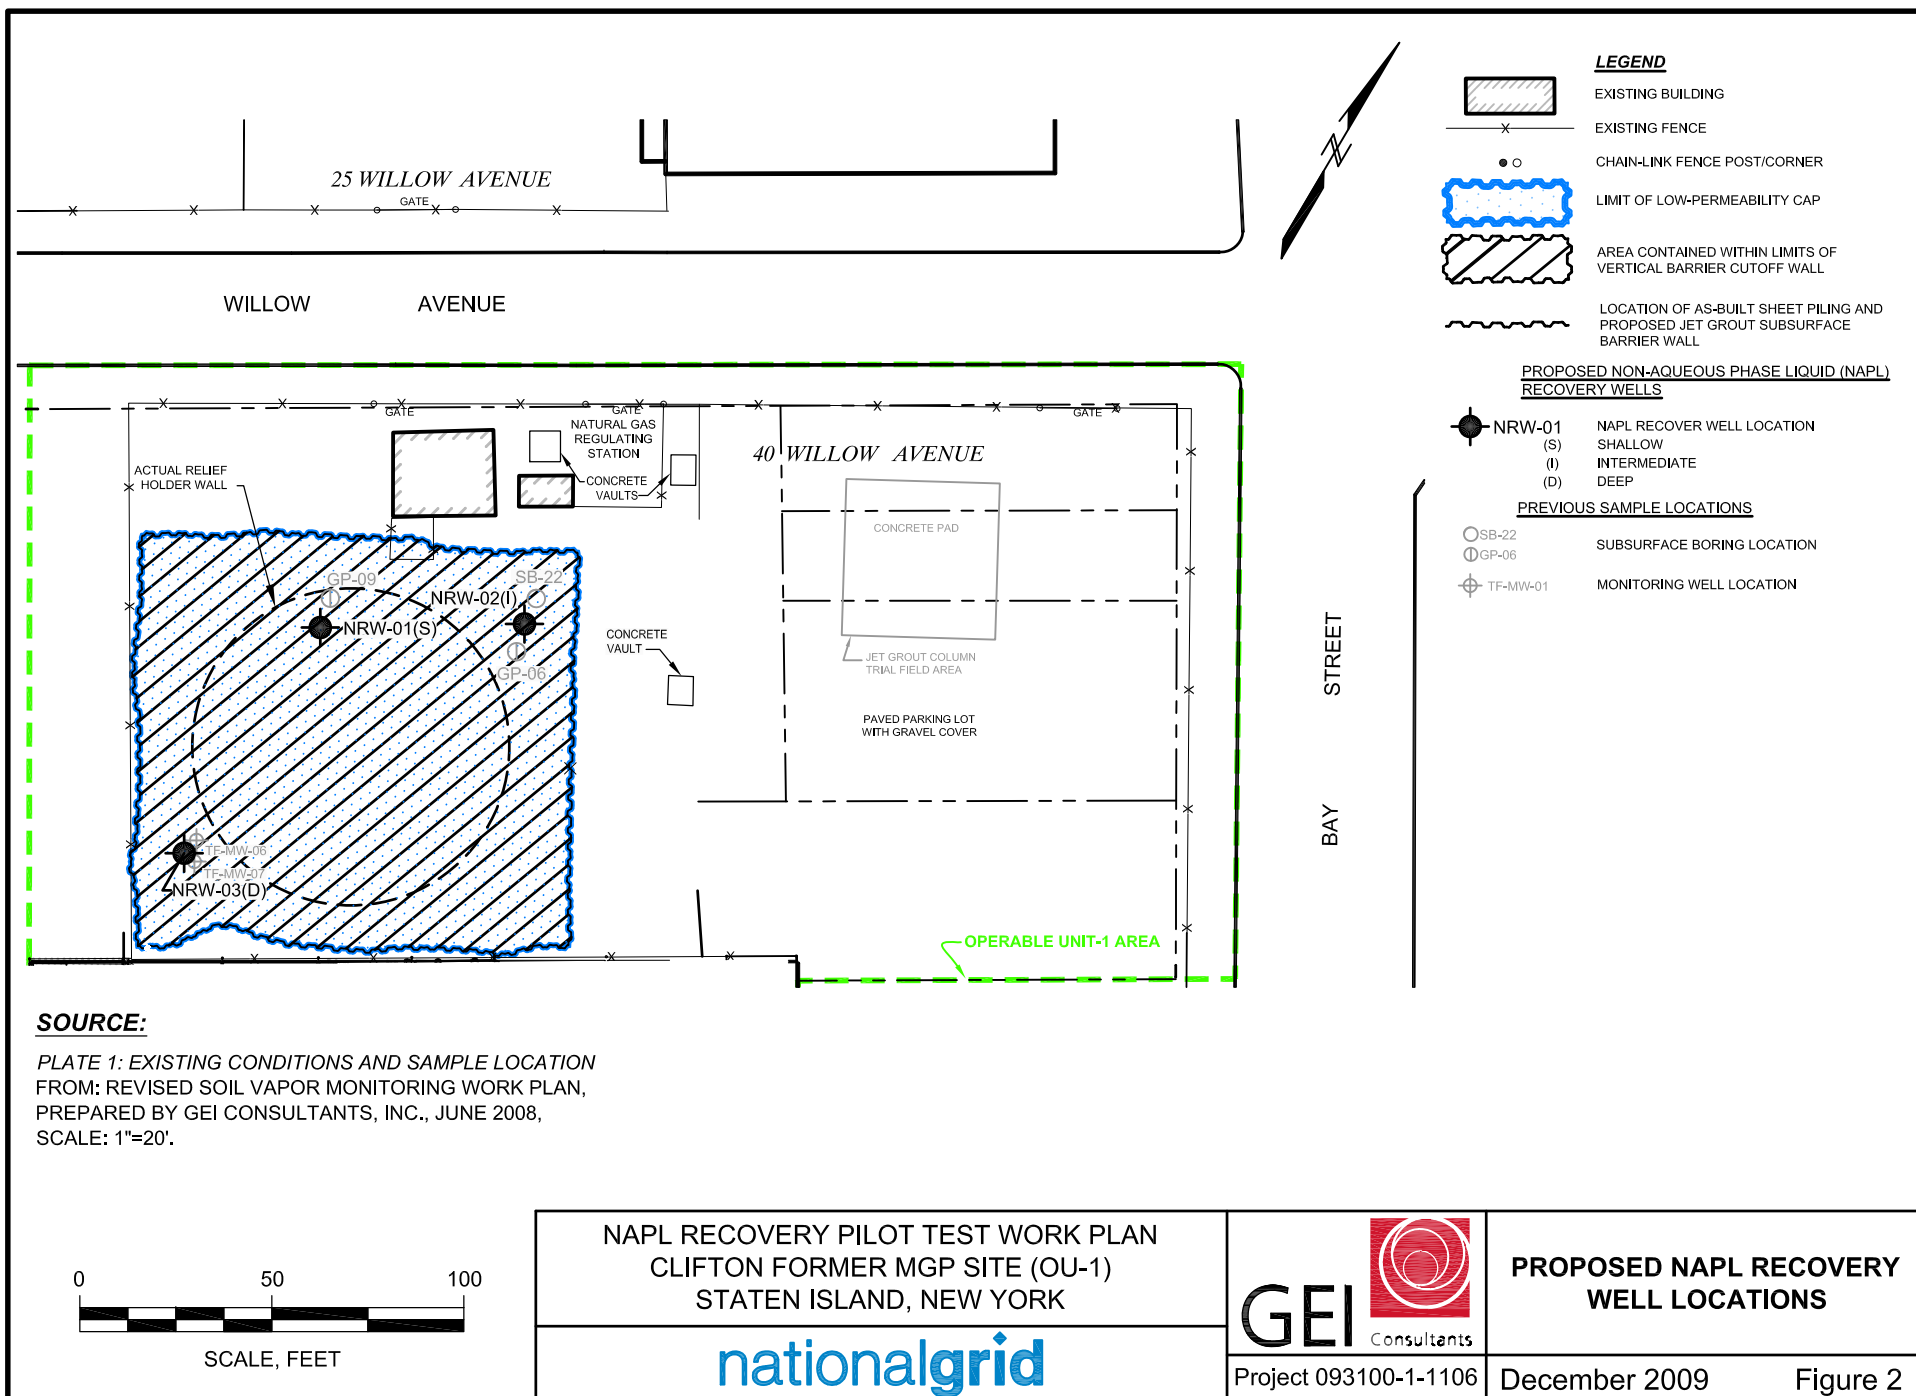 LEGEND
EXISTING BUILDING
X
EXISTING FENCE
CHAIN-LINK FENCE POST/CORNER
LIMIT OF LOW-PERMEABILITY CAP
AREA CONTAINED WITHIN LIMITS OF
VERTICAL BARRIER CUTOFF WALL
LOCATION OF AS-BUILT SHEET PILING AND
PROPOSED JET GROUT SUBSURFACE
BARRIER WALL
PROPOSED NON-AQUEOUS PHASE LIQUID (NAPL)
RECOVERY WELLS
NRW-01 NAPL RECOVER WELL LOCATION
(S) SHALLOW
(I) INTERMEDIATE
(D) DEEP
PREVIOUS SAMPLE LOCATIONS
SB-22
GP-06
SUBSURFACE BORING LOCATION
TF-MW-01 MONITORING WELL LOCATION
N
25 WILLOW AVENUE
GATE
WILLOW AVENUE
GATE
GATE
GATE
NATURAL GAS
REGULATING
STATION
CONCRETE
VAULTS
40 WILLOW AVENUE
ACTUAL RELIEF
HOLDER WALL
CONCRETE PAD
GP-09
SB-22
NRW-02(I)
NRW-01(S)
GP-06
CONCRETE
VAULT
JET GROUT COLUMN
TRIAL FIELD AREA
PAVED PARKING LOT
WITH GRAVEL COVER
BAY STREET
TF-MW-06
TF-MW-07
NRW-03(D)
OPERABLE UNIT-1 AREA
SOURCE:
PLATE 1: EXISTING CONDITIONS AND SAMPLE LOCATION
FROM: REVISED SOIL VAPOR MONITORING WORK PLAN,
PREPARED BY GEI CONSULTANTS, INC., JUNE 2008,
SCALE: 1"=20'.
0 50 100
SCALE, FEET
NAPL RECOVERY PILOT TEST WORK PLAN
CLIFTON FORMER MGP SITE (OU-1)
STATEN ISLAND, NEW YORK
nationalgrid
GEI Consultants
Project 093100-1-1106
PROPOSED NAPL RECOVERY
WELL LOCATIONS
December 2009 Figure 2